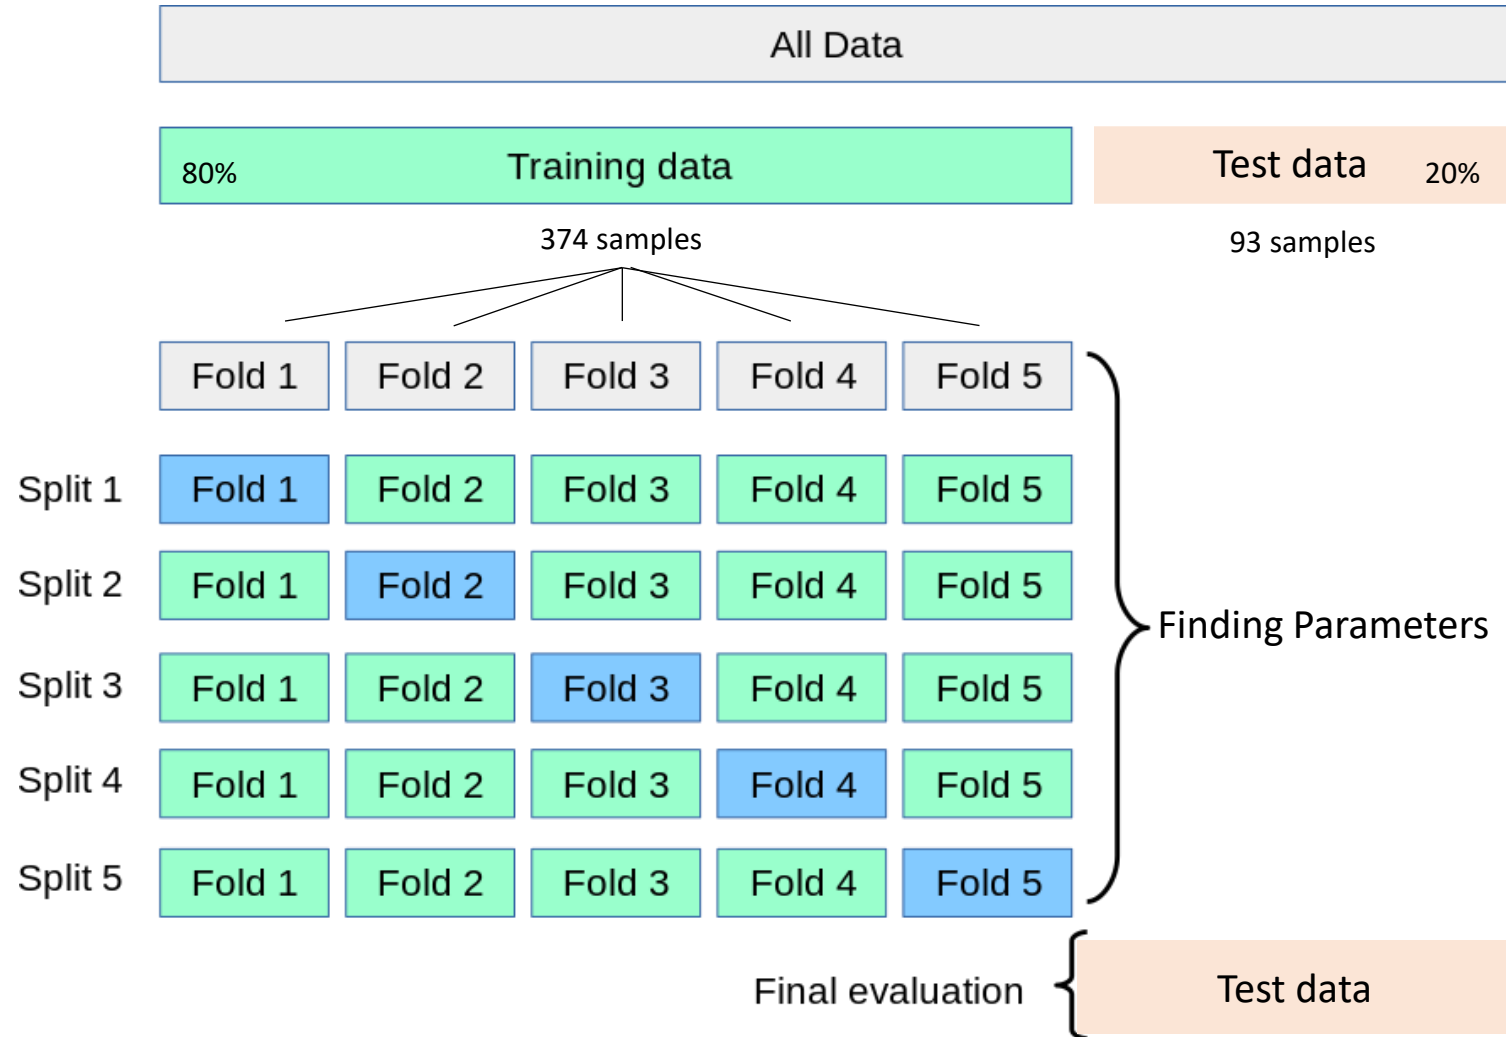 All Data
80% Training data
Test data 20%
374 samples
93 samples
Fold 1 Fold 2 Fold 3 Fold 4 Fold 5
Split 1 Fold 1 Fold 2 Fold 3 Fold 4 Fold 5
Split 2 Fold 1 Fold 2 Fold 3 Fold 4 Fold 5
Finding Parameters
Split 3 Fold 1 Fold 2 Fold 3 Fold 4 Fold 5
Split 4 Fold 1 Fold 2 Fold 3 Fold 4 Fold 5
Split 5 Fold 1 Fold 2 Fold 3 Fold 4 Fold 5
Final evaluation
Test data